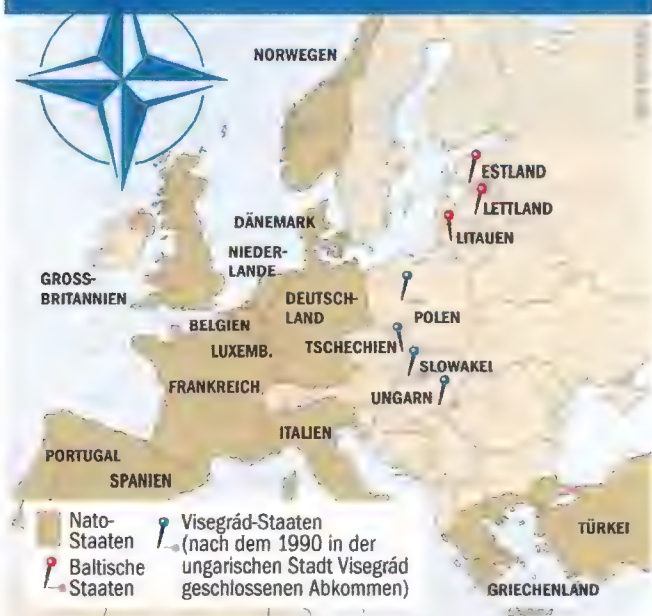 NORWEGEN
ESTLAND
LETTLAND
LITAUEN
DÄNEMARK
NIEDER-
LANDE
GROSS-
BRITANNIEN
DEUTSCH-
LAND
POLEN
BELGIEN
LUXEMB.
TSCHECHIEN
SLOWAKEI
FRANKREICH
UNGARN
ITALIEN
PORTUGAL
SPANIEN
TÜRKEI
GRIECHENLAND
Nato-
Staaten
Baltische
Staaten
Visegrád-Staaten
(nach dem 1990 in der
ungarischen Stadt Visegrád
geschlossenen Abkommen)